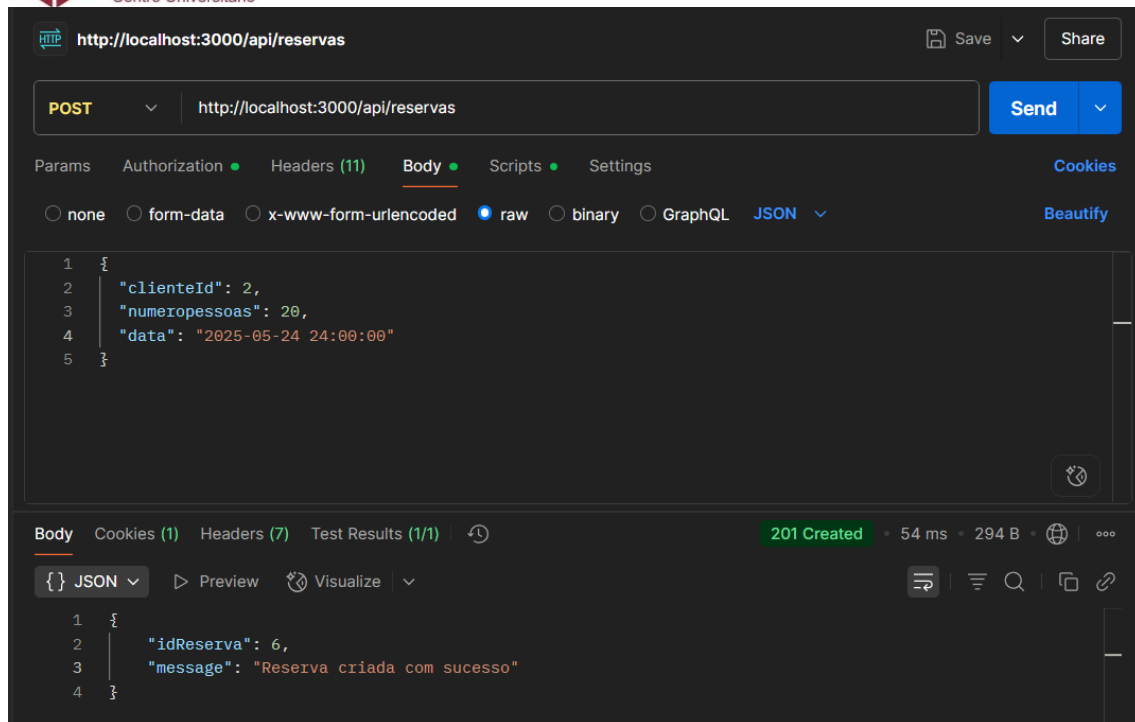 Centro Universitário
HTTP http://localhost:3000/api/reservas Save Share
POST http://localhost:3000/api/reservas Send
Params Authorization Headers (11) Body Scripts Settings Cookies
none form-data x-www-form-urlencoded raw binary GraphQL JSON Beautify
1 {
2 "clienteId": 2,
3 "numeropessoas": 20,
4 "data": "2025-05-24 24:00:00"
5 }
Body Cookies (1) Headers (7) Test Results (1/1) 201 Created • 54 ms • 294 B
{} JSON Preview Visualize
1 {
2 "idReserva": 6,
3 "message": "Reserva criada com sucesso"
4 }